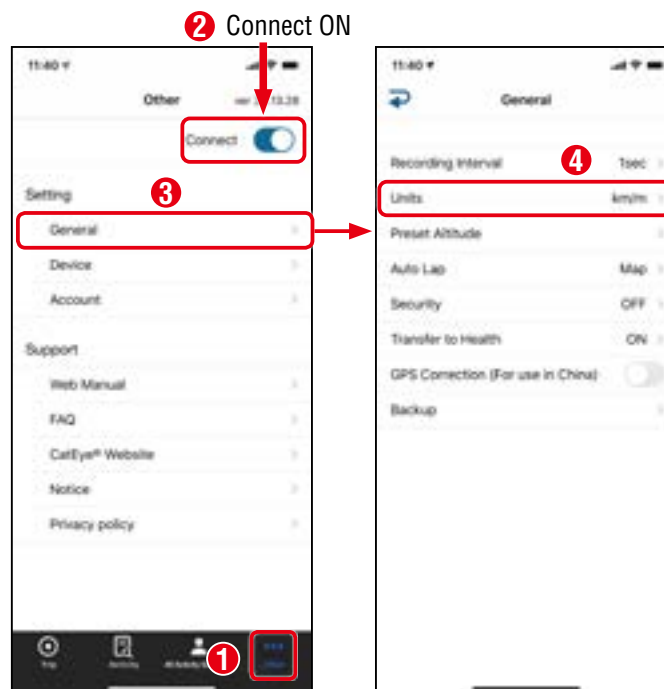 2 Connect ON
11:40
Other
Connect
Setting
3
General
Device
Account
Support
Web Manual
FAQ
CatEye® Website
Notice
Privacy policy
1
11:40
General
Recording Interval 1sec
4
Units km/m
Preset Altitude
Auto Lap Map
Security OFF
Transfer to Health ON
GPS Correction (For use in China)
Backup